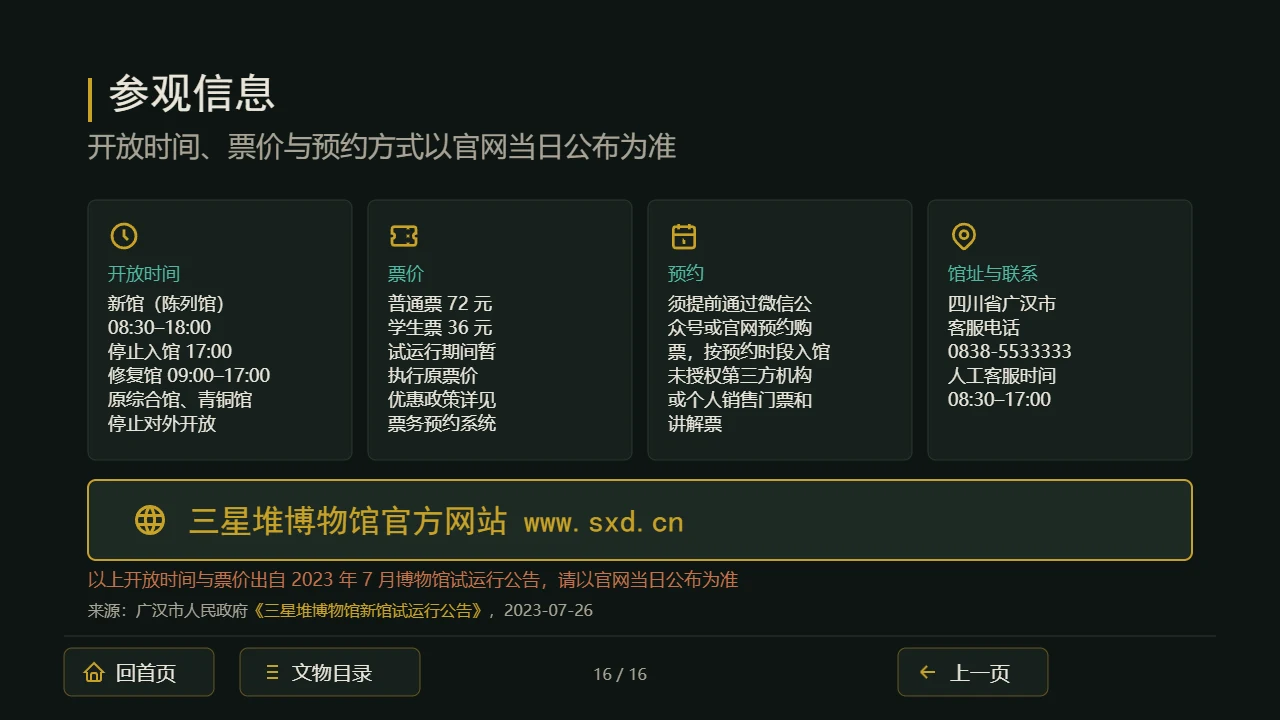 参观信息
开放时间、票价与预约方式以官网当日公布为准
开放时间
新馆（陈列馆）
08:30–18:00
停止入馆 17:00
修复馆 09:00–17:00
原综合馆、青铜馆
停止对外开放
票价
普通票 72 元
学生票 36 元
试运行期间暂
执行原票价
优惠政策详见
票务预约系统
预约
须提前通过微信公
众号或官网预约购
票，按预约时段入馆
未授权第三方机构
或个人销售门票和
讲解票
馆址与联系
四川省广汉市
客服电话
0838-5533333
人工客服时间
08:30–17:00
三星堆博物馆官方网站 www.sxd.cn
以上开放时间与票价出自 2023 年 7 月博物馆试运行公告，请以官网当日公布为准
来源：广汉市人民政府《三星堆博物馆新馆试运行公告》，2023-07-26
回首页
文物目录
16 / 16
上一页